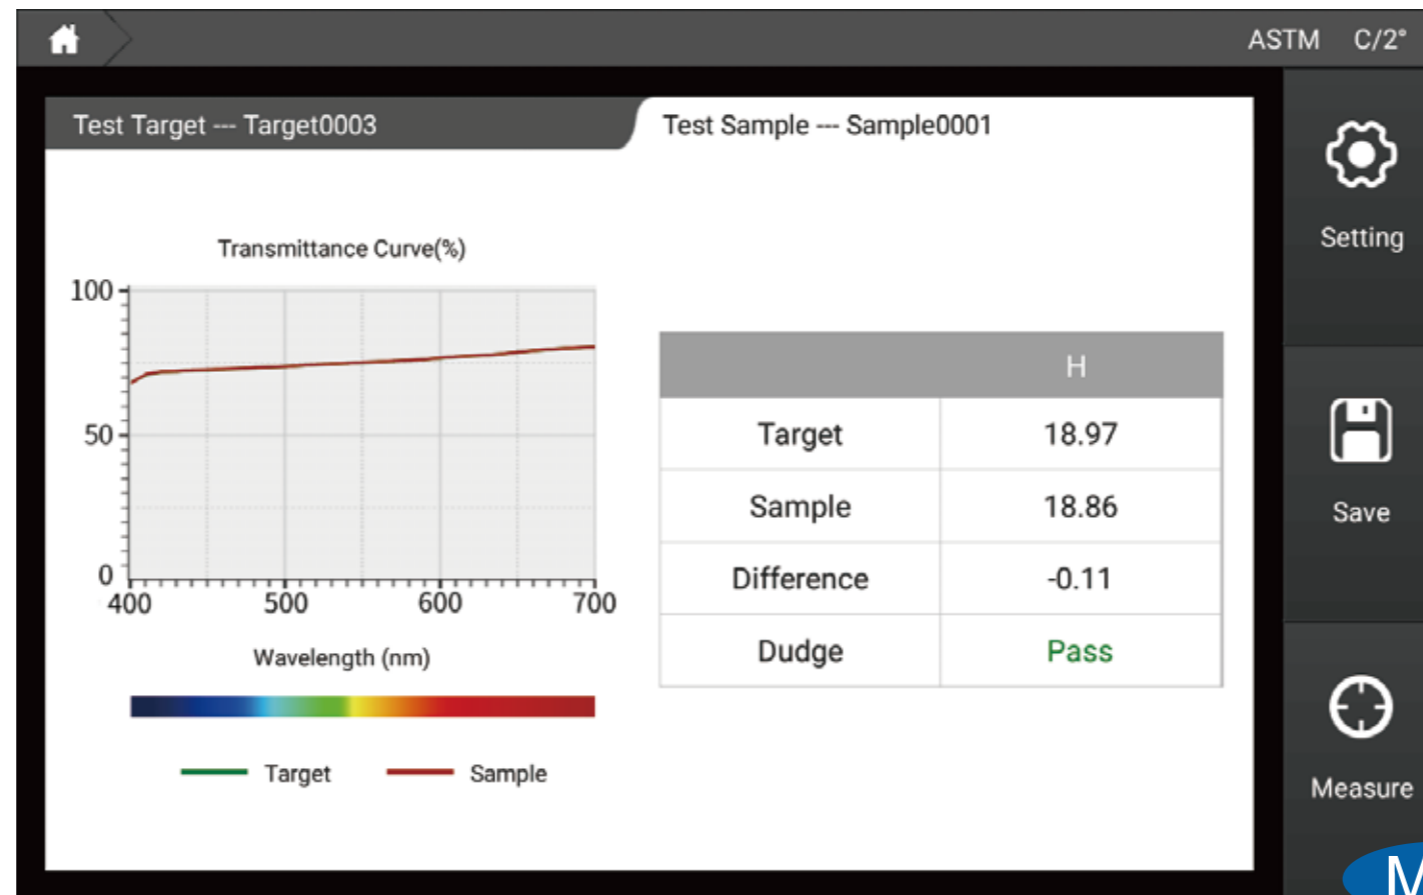 ASTM C/2°
Test Target --- Target0003
Test Sample --- Sample0001
Transmittance Curve(%)
100
50
0
400 500 600 700
Wavelength (nm)
Target Sample
H
Target 18.97
Sample 18.86
Difference -0.11
Dudge Pass
Setting
Save
Measure
M